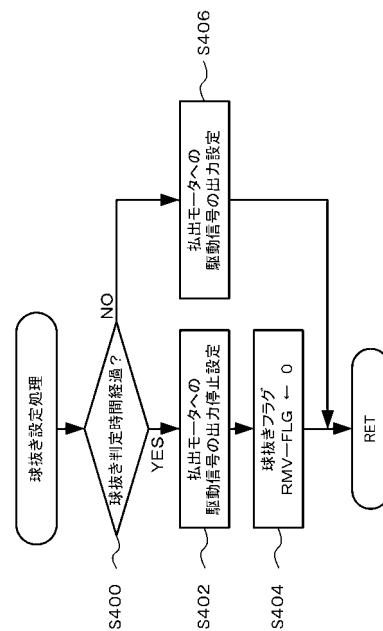 球抜き設定処理
S400
球抜き判定時間経過?
NO
YES
S402
払出モータへの
駆動信号の出力停止設定
S406
払出モータへの
駆動信号の出力設定
S404
球抜きフラグ
RMV-FLG ← 0
RET